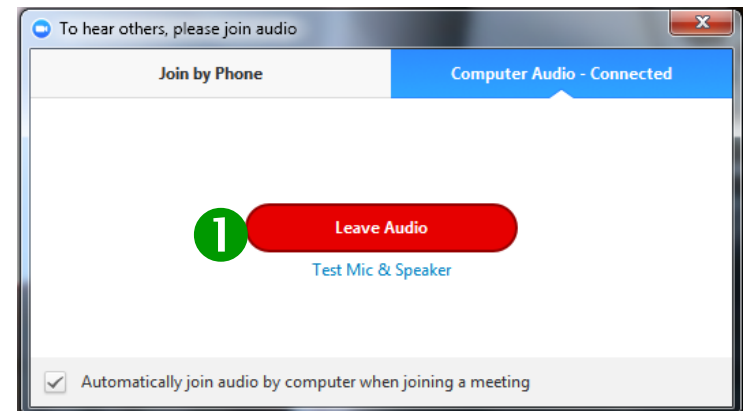 To hear others, please join audio
x
Join by Phone
Computer Audio - Connected
1
Leave Audio
Test Mic & Speaker
Automatically join audio by computer when joining a meeting